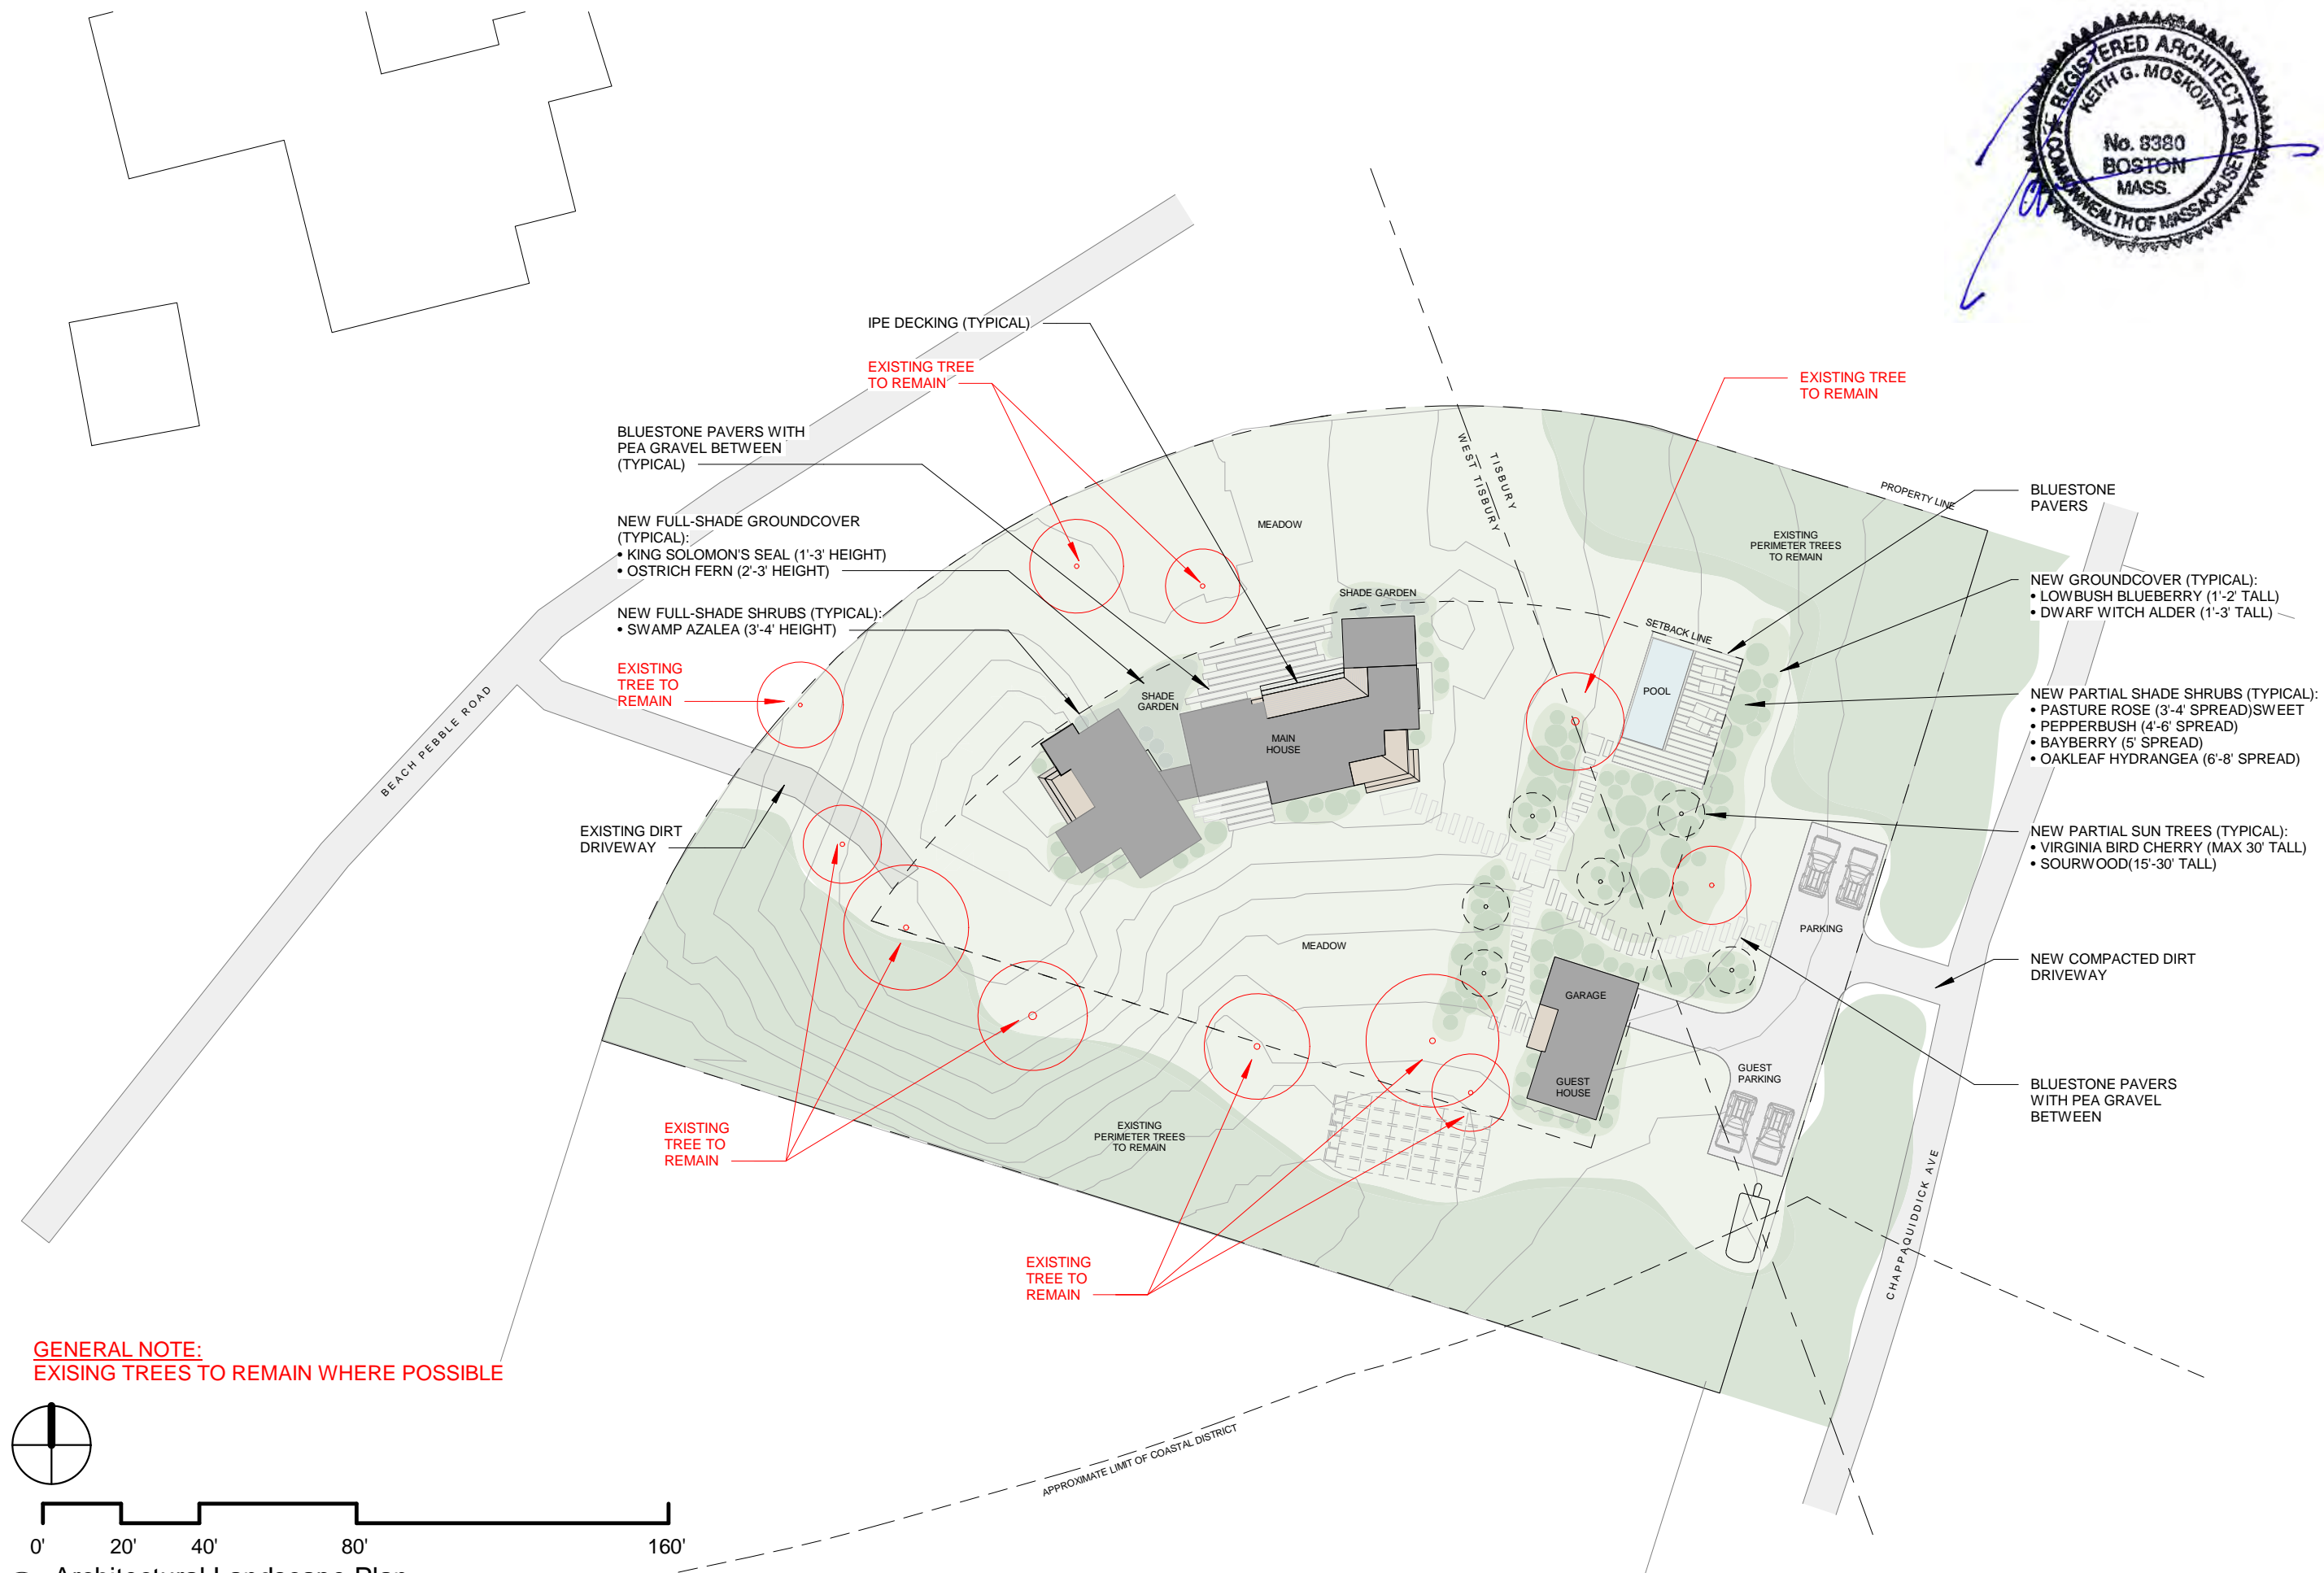 REGISTERED ARCHITECT
KEITH G. MOSKOW
No. 8380
BOSTON
MASS.
COMMONWEALTH OF MASSACHUSETTS
IPE DECKING (TYPICAL)
EXISTING TREE
TO REMAIN
EXISTING TREE
TO REMAIN
BLUESTONE PAVERS WITH
PEA GRAVEL BETWEEN
(TYPICAL)
NEW FULL-SHADE GROUNDCOVER
(TYPICAL):
• KING SOLOMON'S SEAL (1'-3' HEIGHT)
• OSTRICH FERN (2'-3' HEIGHT)
NEW FULL-SHADE SHRUBS (TYPICAL):
• SWAMP AZALEA (3'-4' HEIGHT)
EXISTING
TREE TO
REMAIN
BEACH PEBBLE ROAD
EXISTING DIRT
DRIVEWAY
MEADOW
WEST TISBURY
TISBURY
SHADE GARDEN
SHADE
GARDEN
MAIN
HOUSE
SETBACK LINE
POOL
PROPERTY LINE
EXISTING
PERIMETER TREES
TO REMAIN
BLUESTONE
PAVERS
NEW GROUNDCOVER (TYPICAL):
• LOWBUSH BLUEBERRY (1'-2' TALL)
• DWARF WITCH ALDER (1'-3' TALL)
NEW PARTIAL SHADE SHRUBS (TYPICAL):
• PASTURE ROSE (3'-4' SPREAD)SWEET
• PEPPERBUSH (4'-6' SPREAD)
• BAYBERRY (5' SPREAD)
• OAKLEAF HYDRANGEA (6'-8' SPREAD)
NEW PARTIAL SUN TREES (TYPICAL):
• VIRGINIA BIRD CHERRY (MAX 30' TALL)
• SOURWOOD(15'-30' TALL)
PARKING
MEADOW
NEW COMPACTED DIRT
DRIVEWAY
GARAGE
GUEST
HOUSE
GUEST
PARKING
BLUESTONE PAVERS
WITH PEA GRAVEL
BETWEEN
EXISTING
PERIMETER TREES
TO REMAIN
EXISTING
TREE TO
REMAIN
EXISTING
TREE TO
REMAIN
CHAPPAQUIDDICK AVE
APPROXIMATE LIMIT OF COASTAL DISTRICT
GENERAL NOTE:
EXISING TREES TO REMAIN WHERE POSSIBLE
0' 20' 40' 80' 160'
Architectural Landscape Plan